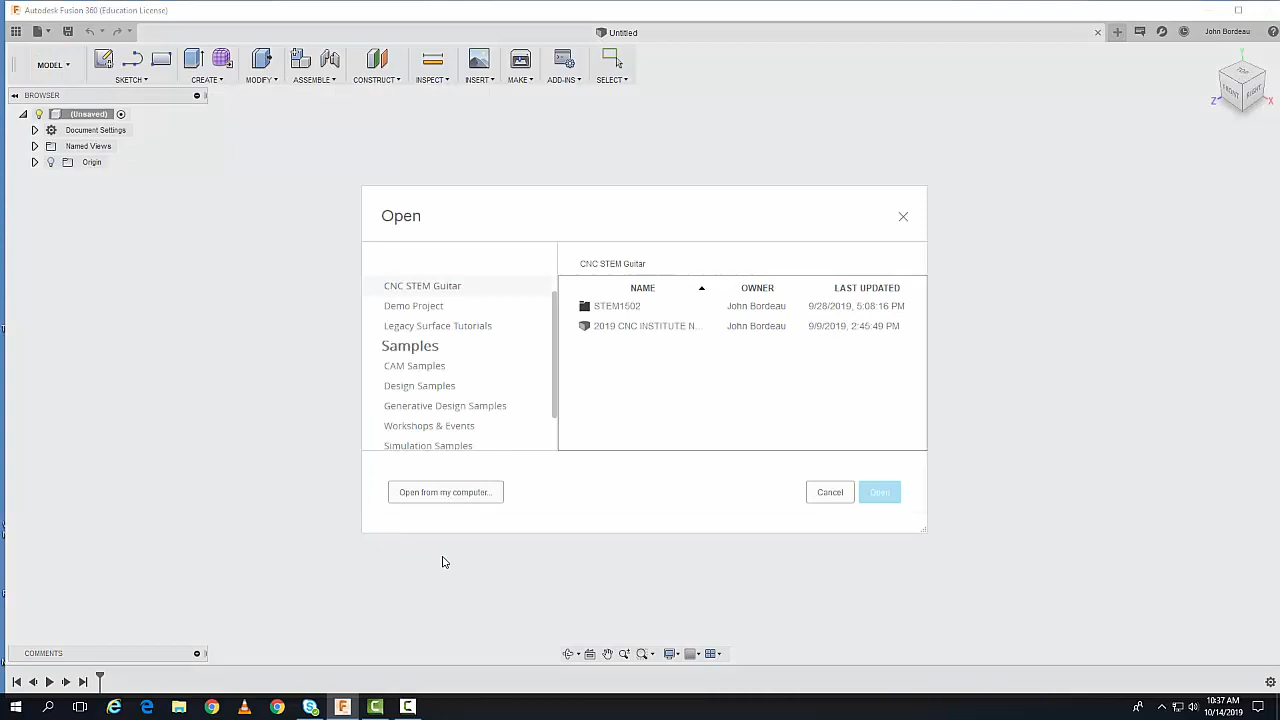 Autodesk Fusion 360 (Education License)
Untitled
John Bordeau
MODEL
SKETCH
CREATE
MODIFY
ASSEMBLE
CONSTRUCT
INSPECT
INSERT
MAKE
ADD-INS
SELECT
TOP
FRONT
RIGHT
Y
Z
X
BROWSER
(Unsaved)
Document Settings
Named Views
Origin
Open
CNC STEM Guitar
CNC STEM Guitar
NAME OWNER LAST UPDATED
Demo Project
STEM1502 John Bordeau 9/28/2019, 5:08:16 PM
Legacy Surface Tutorials
2019 CNC INSTITUTE N... John Bordeau 9/9/2019, 2:45:49 PM
Samples
CAM Samples
Design Samples
Generative Design Samples
Workshops & Events
Simulation Samples
Open from my computer...
Cancel
Open
COMMENTS
10:37 AM
10/14/2019